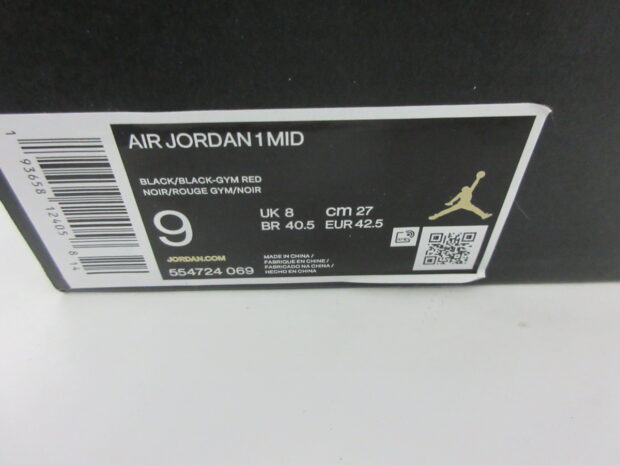 AIR JORDAN 1 MID
BLACK/BLACK-GYM RED
NOIR/ROUGE GYM/NOIR
9
UK 8 cm 27
BR 40.5 EUR 42.5
JORDAN.COM
554724 069
MADE IN CHINA /
FABRIQUE EN CHINE /
FABRICADO NA CHINA /
HECHO EN CHINA
1 93658 12405 8 14